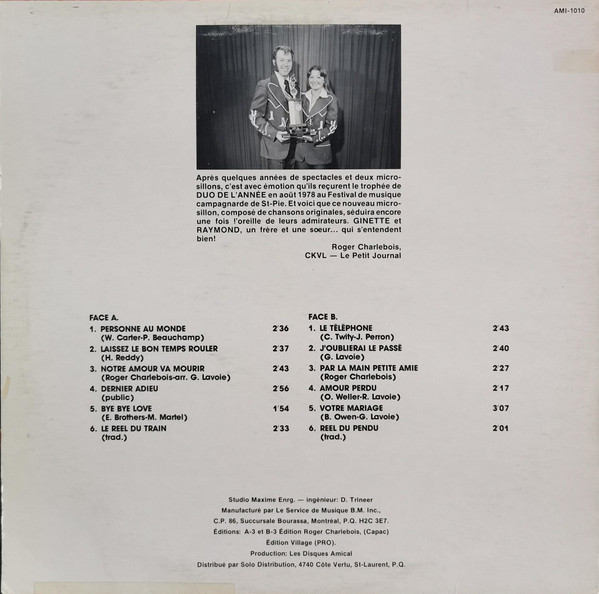 AMI-1010
Après quelques années de spectacles et deux micro-
sillons, c'est avec émotion qu'ils reçurent le trophée de
DUO DE L'ANNÉE en août 1978 au Festival de musique
campagnarde de St-Pie. Et voici que ce nouveau micro-
sillon, composé de chansons originales, séduira encore
une fois l'oreille de leurs admirateurs. GINETTE et
RAYMOND, un frère et une soeur... qui s'entendent
bien!
Roger Charlebois,
CKVL — Le Petit Journal
FACE A.
1. PERSONNE AU MONDE 2'36
(W. Carter-P. Beauchamp)
2. LAISSEZ LE BON TEMPS ROULER 2'37
(H. Reddy)
3. NOTRE AMOUR VA MOURIR 2'43
(Roger Charlebois-arr. G. Lavoie)
4. DERNIER ADIEU 2'56
(public)
5. BYE BYE LOVE 1'54
(E. Brothers-M. Martel)
6. LE REEL DU TRAIN 2'33
(trad.)
FACE B.
1. LE TÉLÉPHONE 2'43
(C. Twity-J. Perron)
2. J'OUBLIERAI LE PASSÉ 2'40
(G. Lavoie)
3. PAR LA MAIN PETITE AMIE 2'27
(Roger Charlebois)
4. AMOUR PERDU 2'17
(O. Weller-R. Lavoie)
5. VOTRE MARIAGE 3'07
(B. Owen-G. Lavoie)
6. REEL DU PENDU 2'01
(trad.)
Studio Maxime Enrg. — ingénieur: D. Trineer
Manufacturé par Le Service de Musique B.M. Inc.,
C.P. 86, Succursale Bourassa, Montréal, P.Q. H2C 3E7.
Éditions: A-3 et B-3 Édition Roger Charlebois, (Capac)
Édition Village (PRO).
Production: Les Disques Amical
Distribué par Solo Distribution, 4740 Côte Vertu, St-Laurent, P.Q.